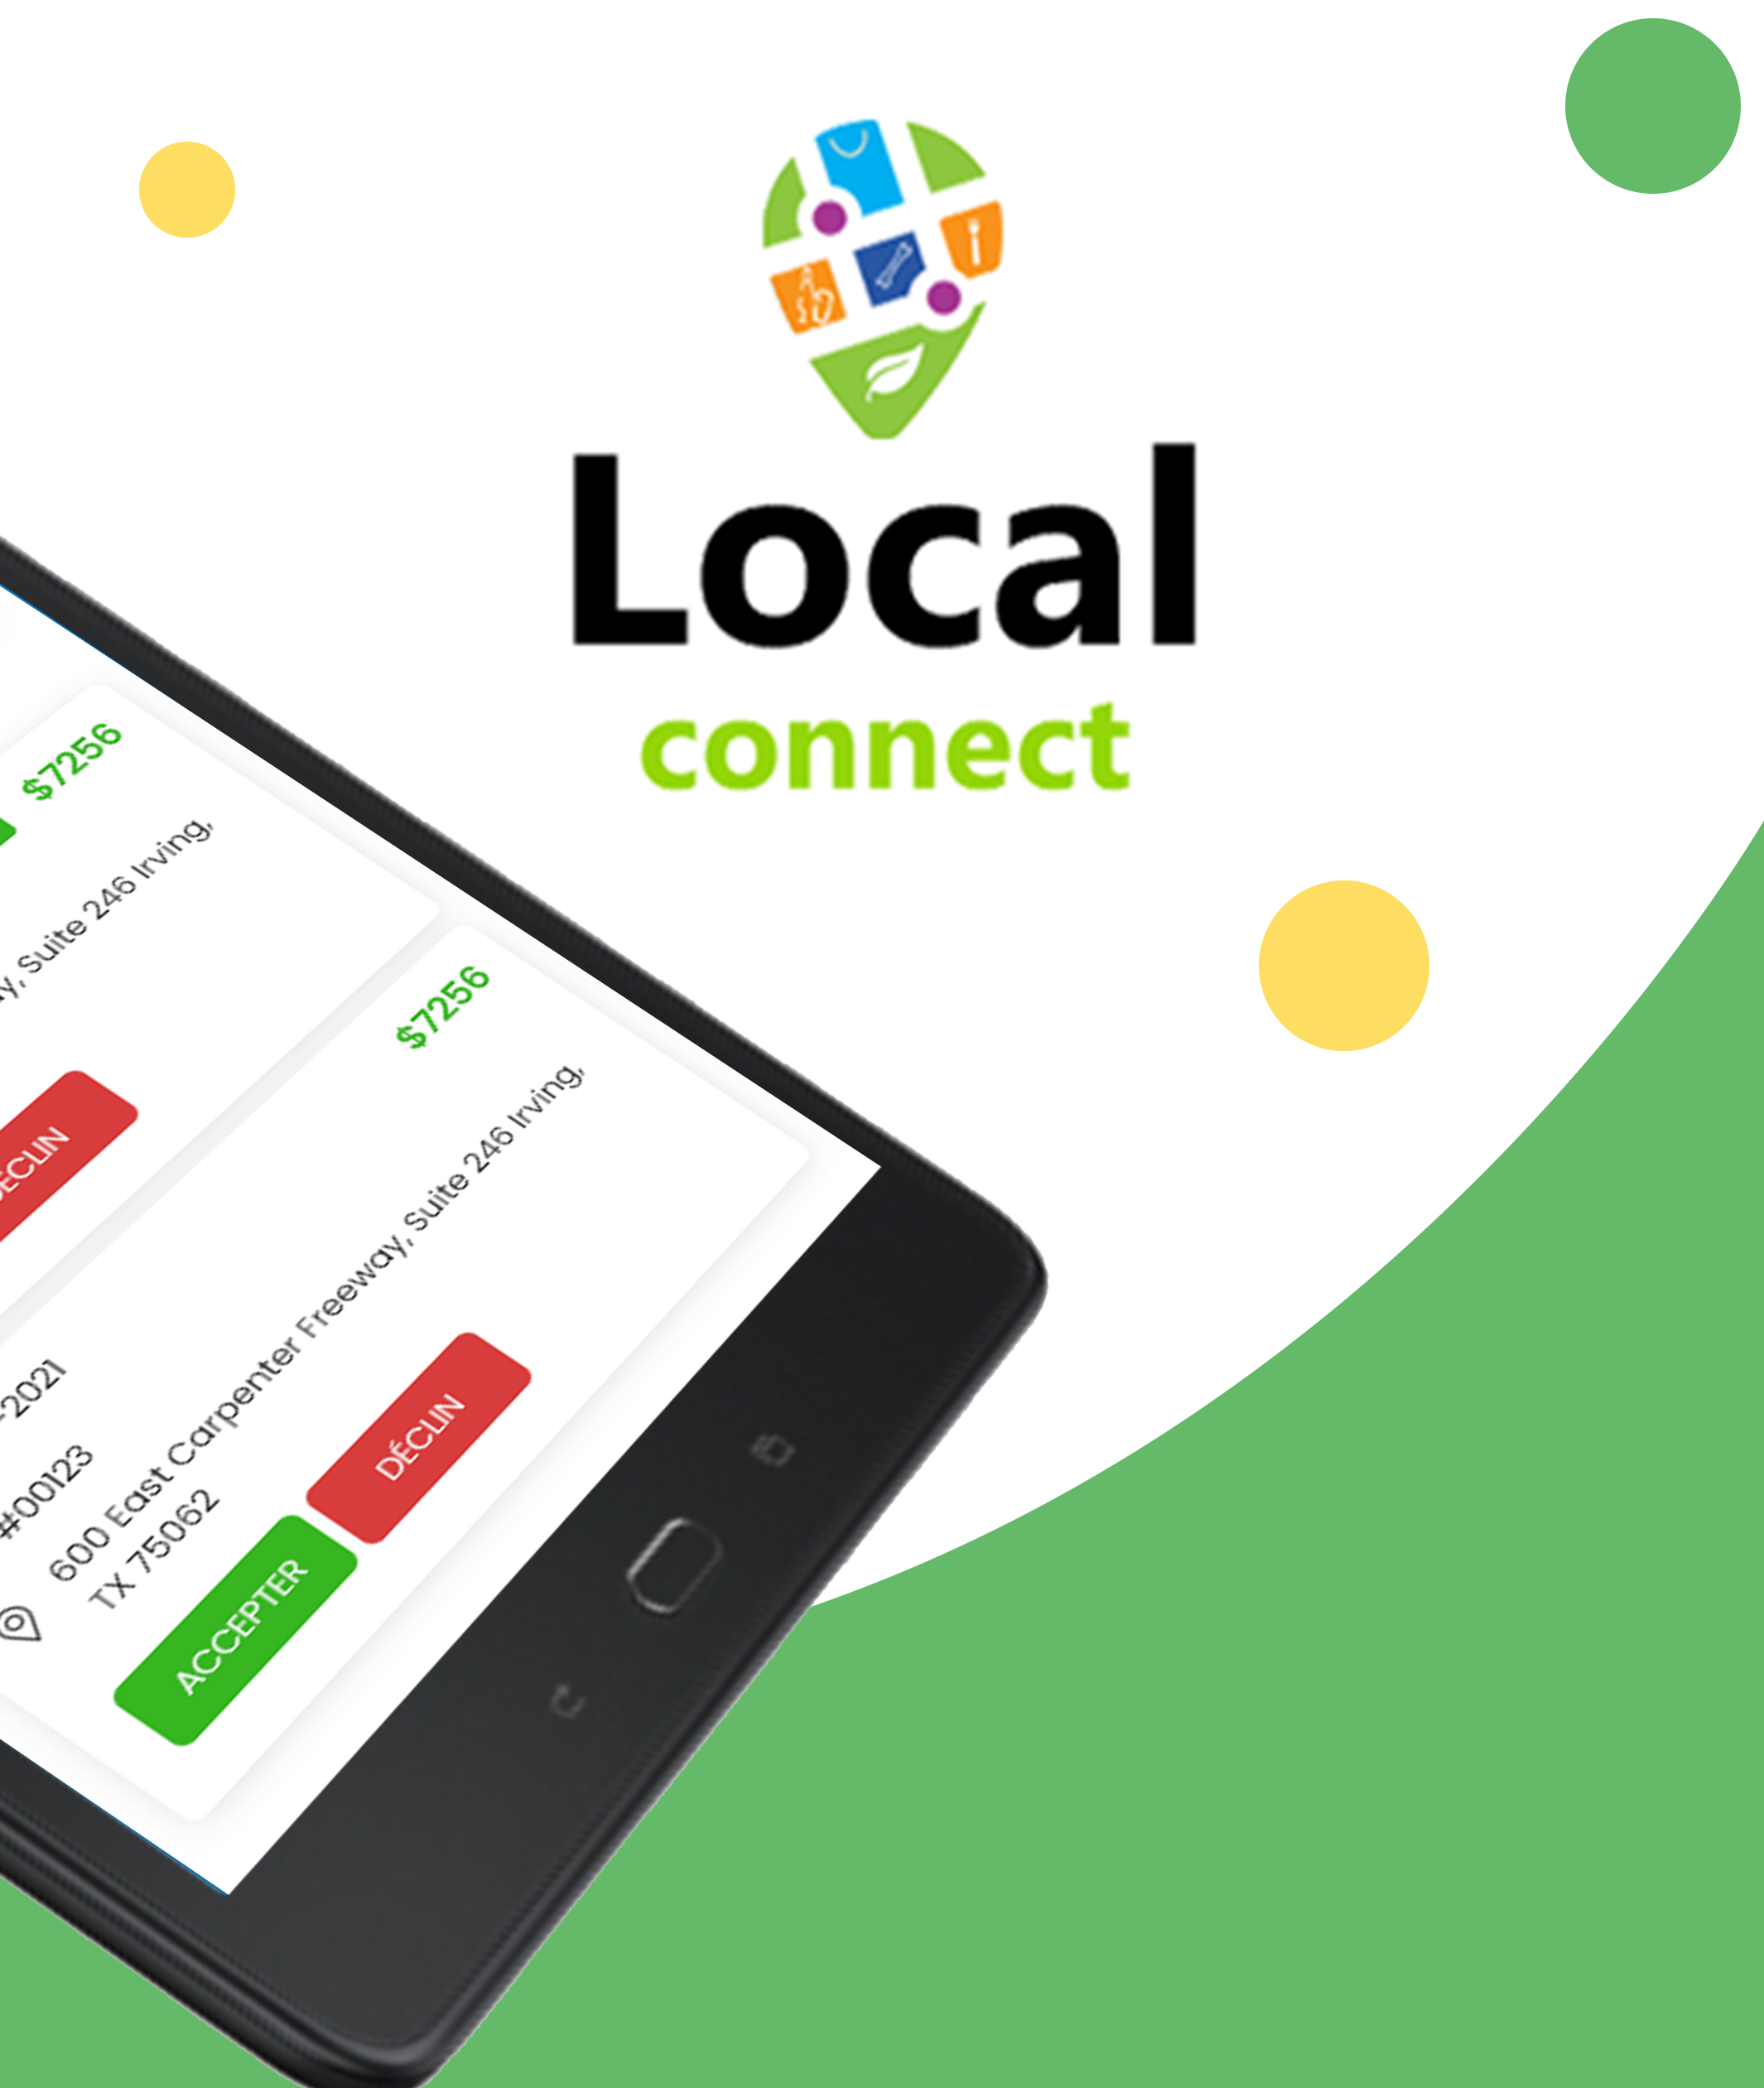 Local
connect
$7256
y, Suite 246 Irving,
DÉCLIN
$7256
-2021
#00123
600 East Carpenter Freeway, Suite 246 Irving,
TX 75062
DÉCLIN
ACCEPTER